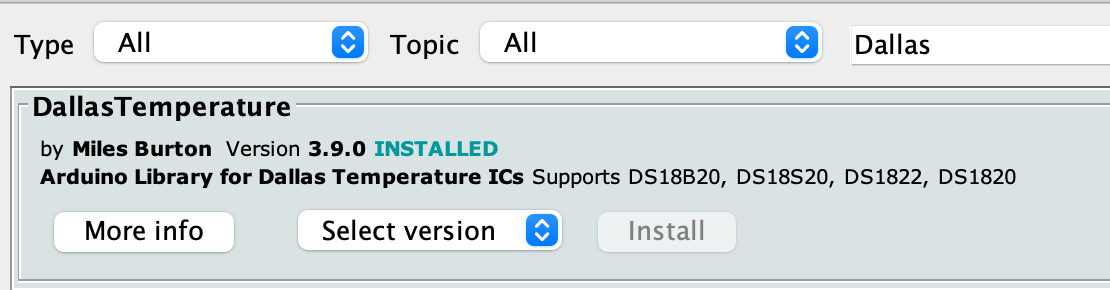 Type All Topic All Dallas
DallasTemperature
by Miles Burton Version 3.9.0 INSTALLED
Arduino Library for Dallas Temperature ICs Supports DS18B20, DS18S20, DS1822, DS1820
More info Select version Install